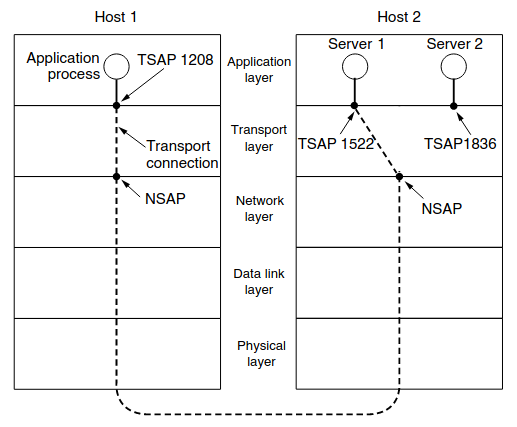 Host 1
Host 2
Application
process
TSAP 1208
Application
layer
Server 1
Server 2
Transport
connection
Transport
layer
TSAP 1522
TSAP1836
NSAP
Network
layer
NSAP
Data link
layer
Physical
layer